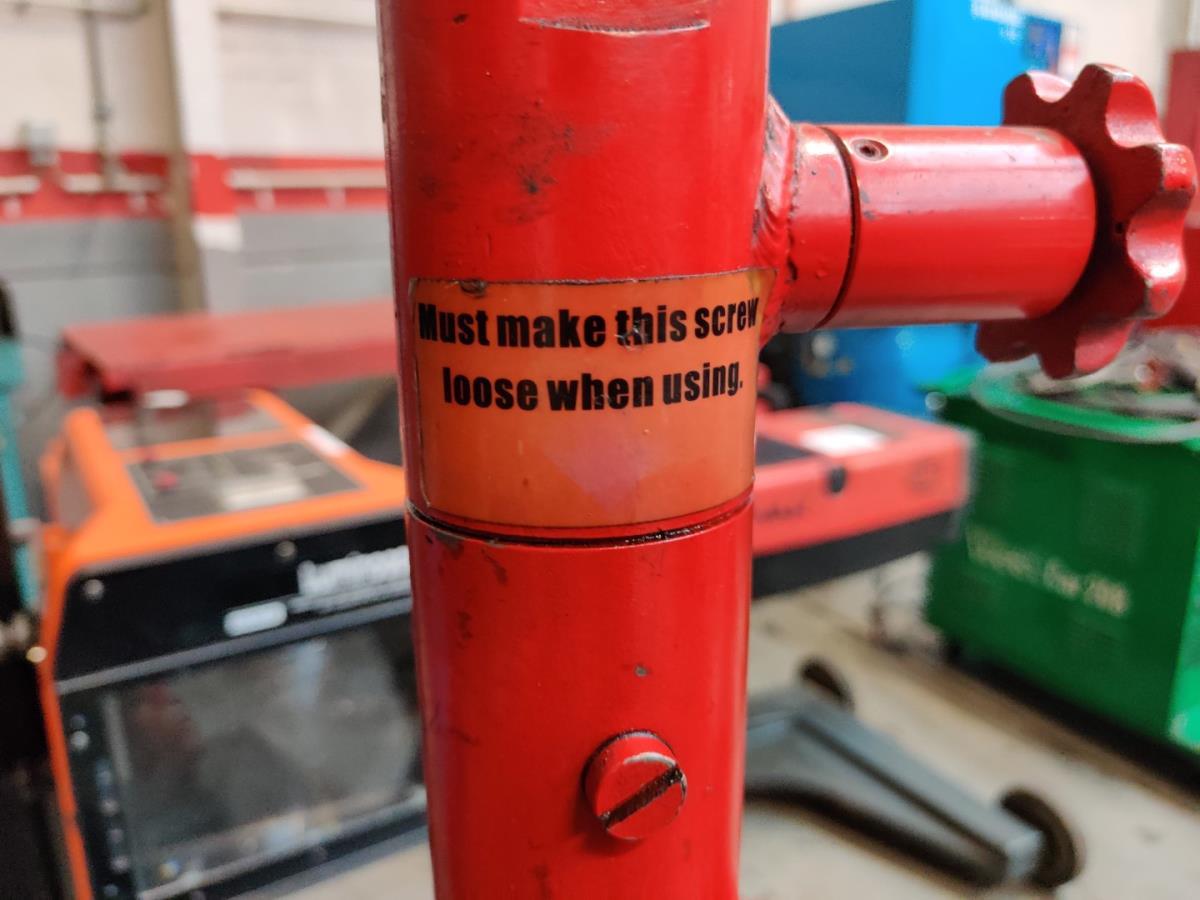 Must make this screw
loose when using.